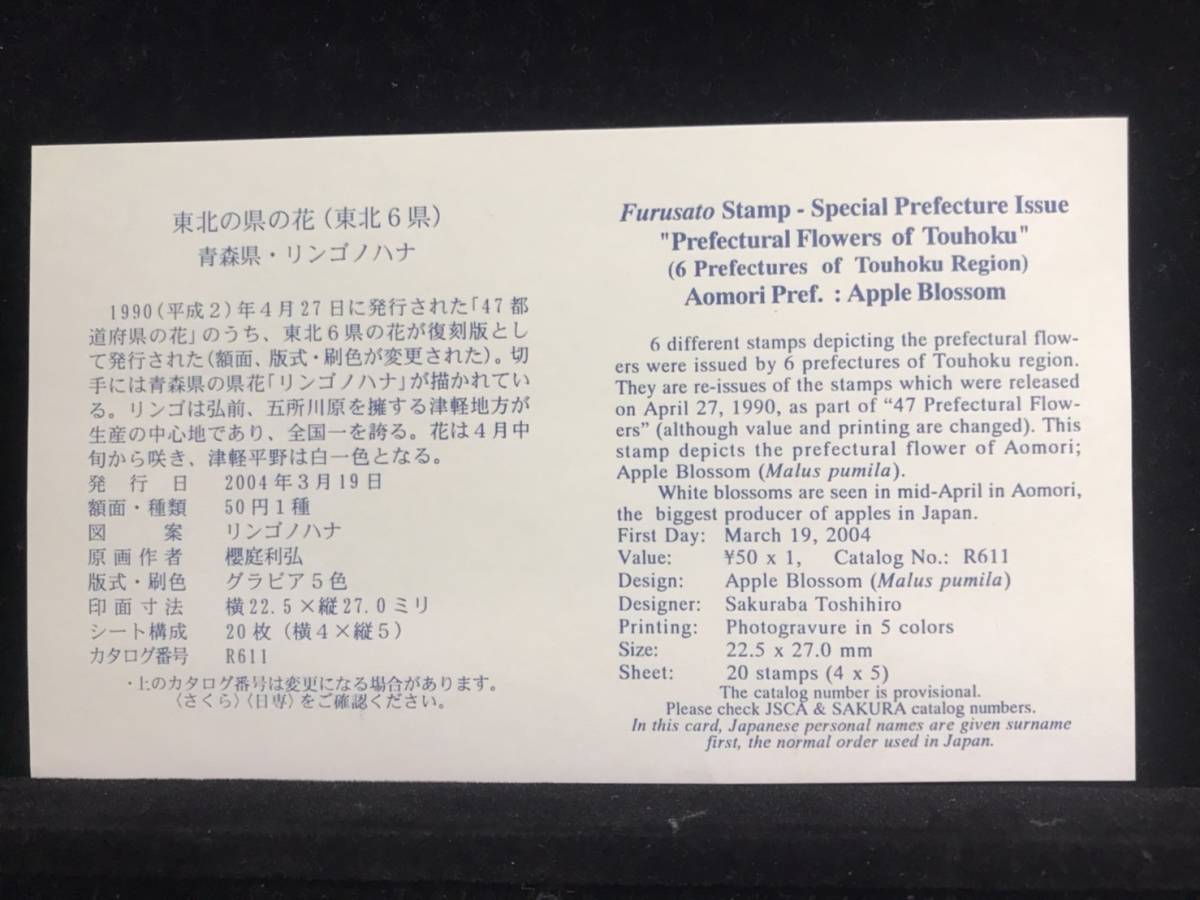 東北の県の花(東北6県)
青森県・リンゴノハナ
1990(平成2)年4月27日に発行された「47都
道府県の花」のうち、東北6県の花が復刻版とし
て発行された(額面、版式・刷色が変更された)。切
手には青森県の県花「リンゴノハナ」が描かれてい
る。リンゴは弘前、五所川原を擁する津軽地方が
生産の中心地であり、全国一を誇る。花は4月中
旬から咲き、津軽平野は白一色となる。
発行日 2004年3月19日
額面・種類 50円1種
図案 リンゴノハナ
原画作者 櫻庭利弘
版式・刷色 グラビア5色
印面寸法 横22.5×縦27.0ミリ
シート構成 20枚(横4×縦5)
カタログ番号 R611
・上のカタログ番号は変更になる場合があります。
〈さくら〉〈日専〉をご確認ください。
Furusato Stamp - Special Prefecture Issue
"Prefectural Flowers of Touhoku"
(6 Prefectures of Touhoku Region)
Aomori Pref. : Apple Blossom
6 different stamps depicting the prefectural flow-
ers were issued by 6 prefectures of Touhoku region.
They are re-issues of the stamps which were released
on April 27, 1990, as part of “47 Prefectural Flow-
ers” (although value and printing are changed). This
stamp depicts the prefectural flower of Aomori;
Apple Blossom (Malus pumila).
White blossoms are seen in mid-April in Aomori,
the biggest producer of apples in Japan.
First Day: March 19, 2004
Value: ¥50 x 1, Catalog No.: R611
Design: Apple Blossom (Malus pumila)
Designer: Sakuraba Toshihiro
Printing: Photogravure in 5 colors
Size: 22.5 x 27.0 mm
Sheet: 20 stamps (4 x 5)
The catalog number is provisional.
Please check JSCA & SAKURA catalog numbers.
In this card, Japanese personal names are given surname
first, the normal order used in Japan.